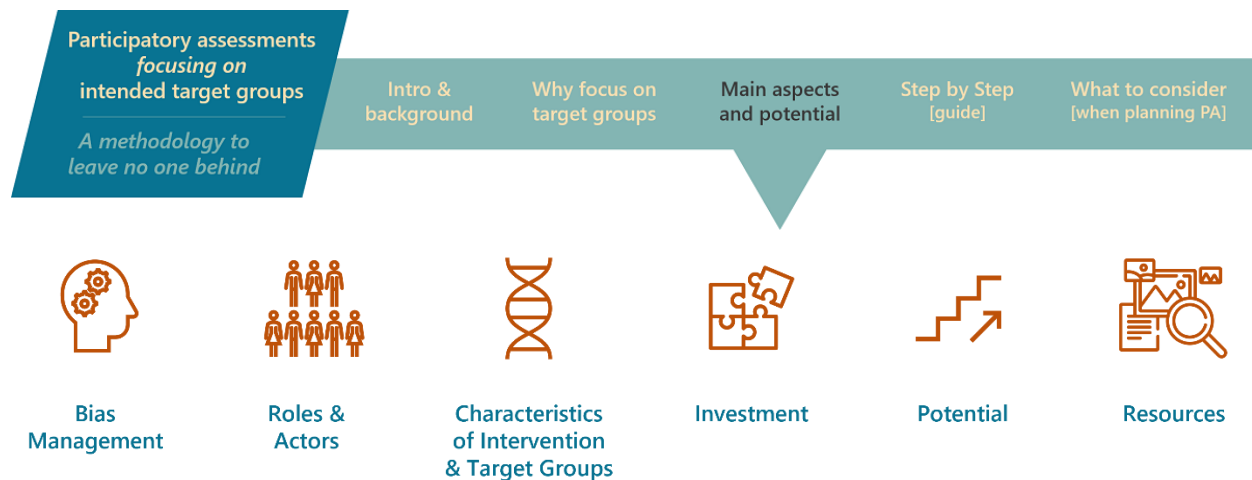 Participatory assessments
focusing on
intended target groups
A methodology to
leave no one behind
Intro &
background
Why focus on
target groups
Main aspects
and potential
Step by Step
[guide]
What to consider
[when planning PA]
Bias
Management
Roles &
Actors
Characteristics
of Intervention
& Target Groups
Investment
Potential
Resources